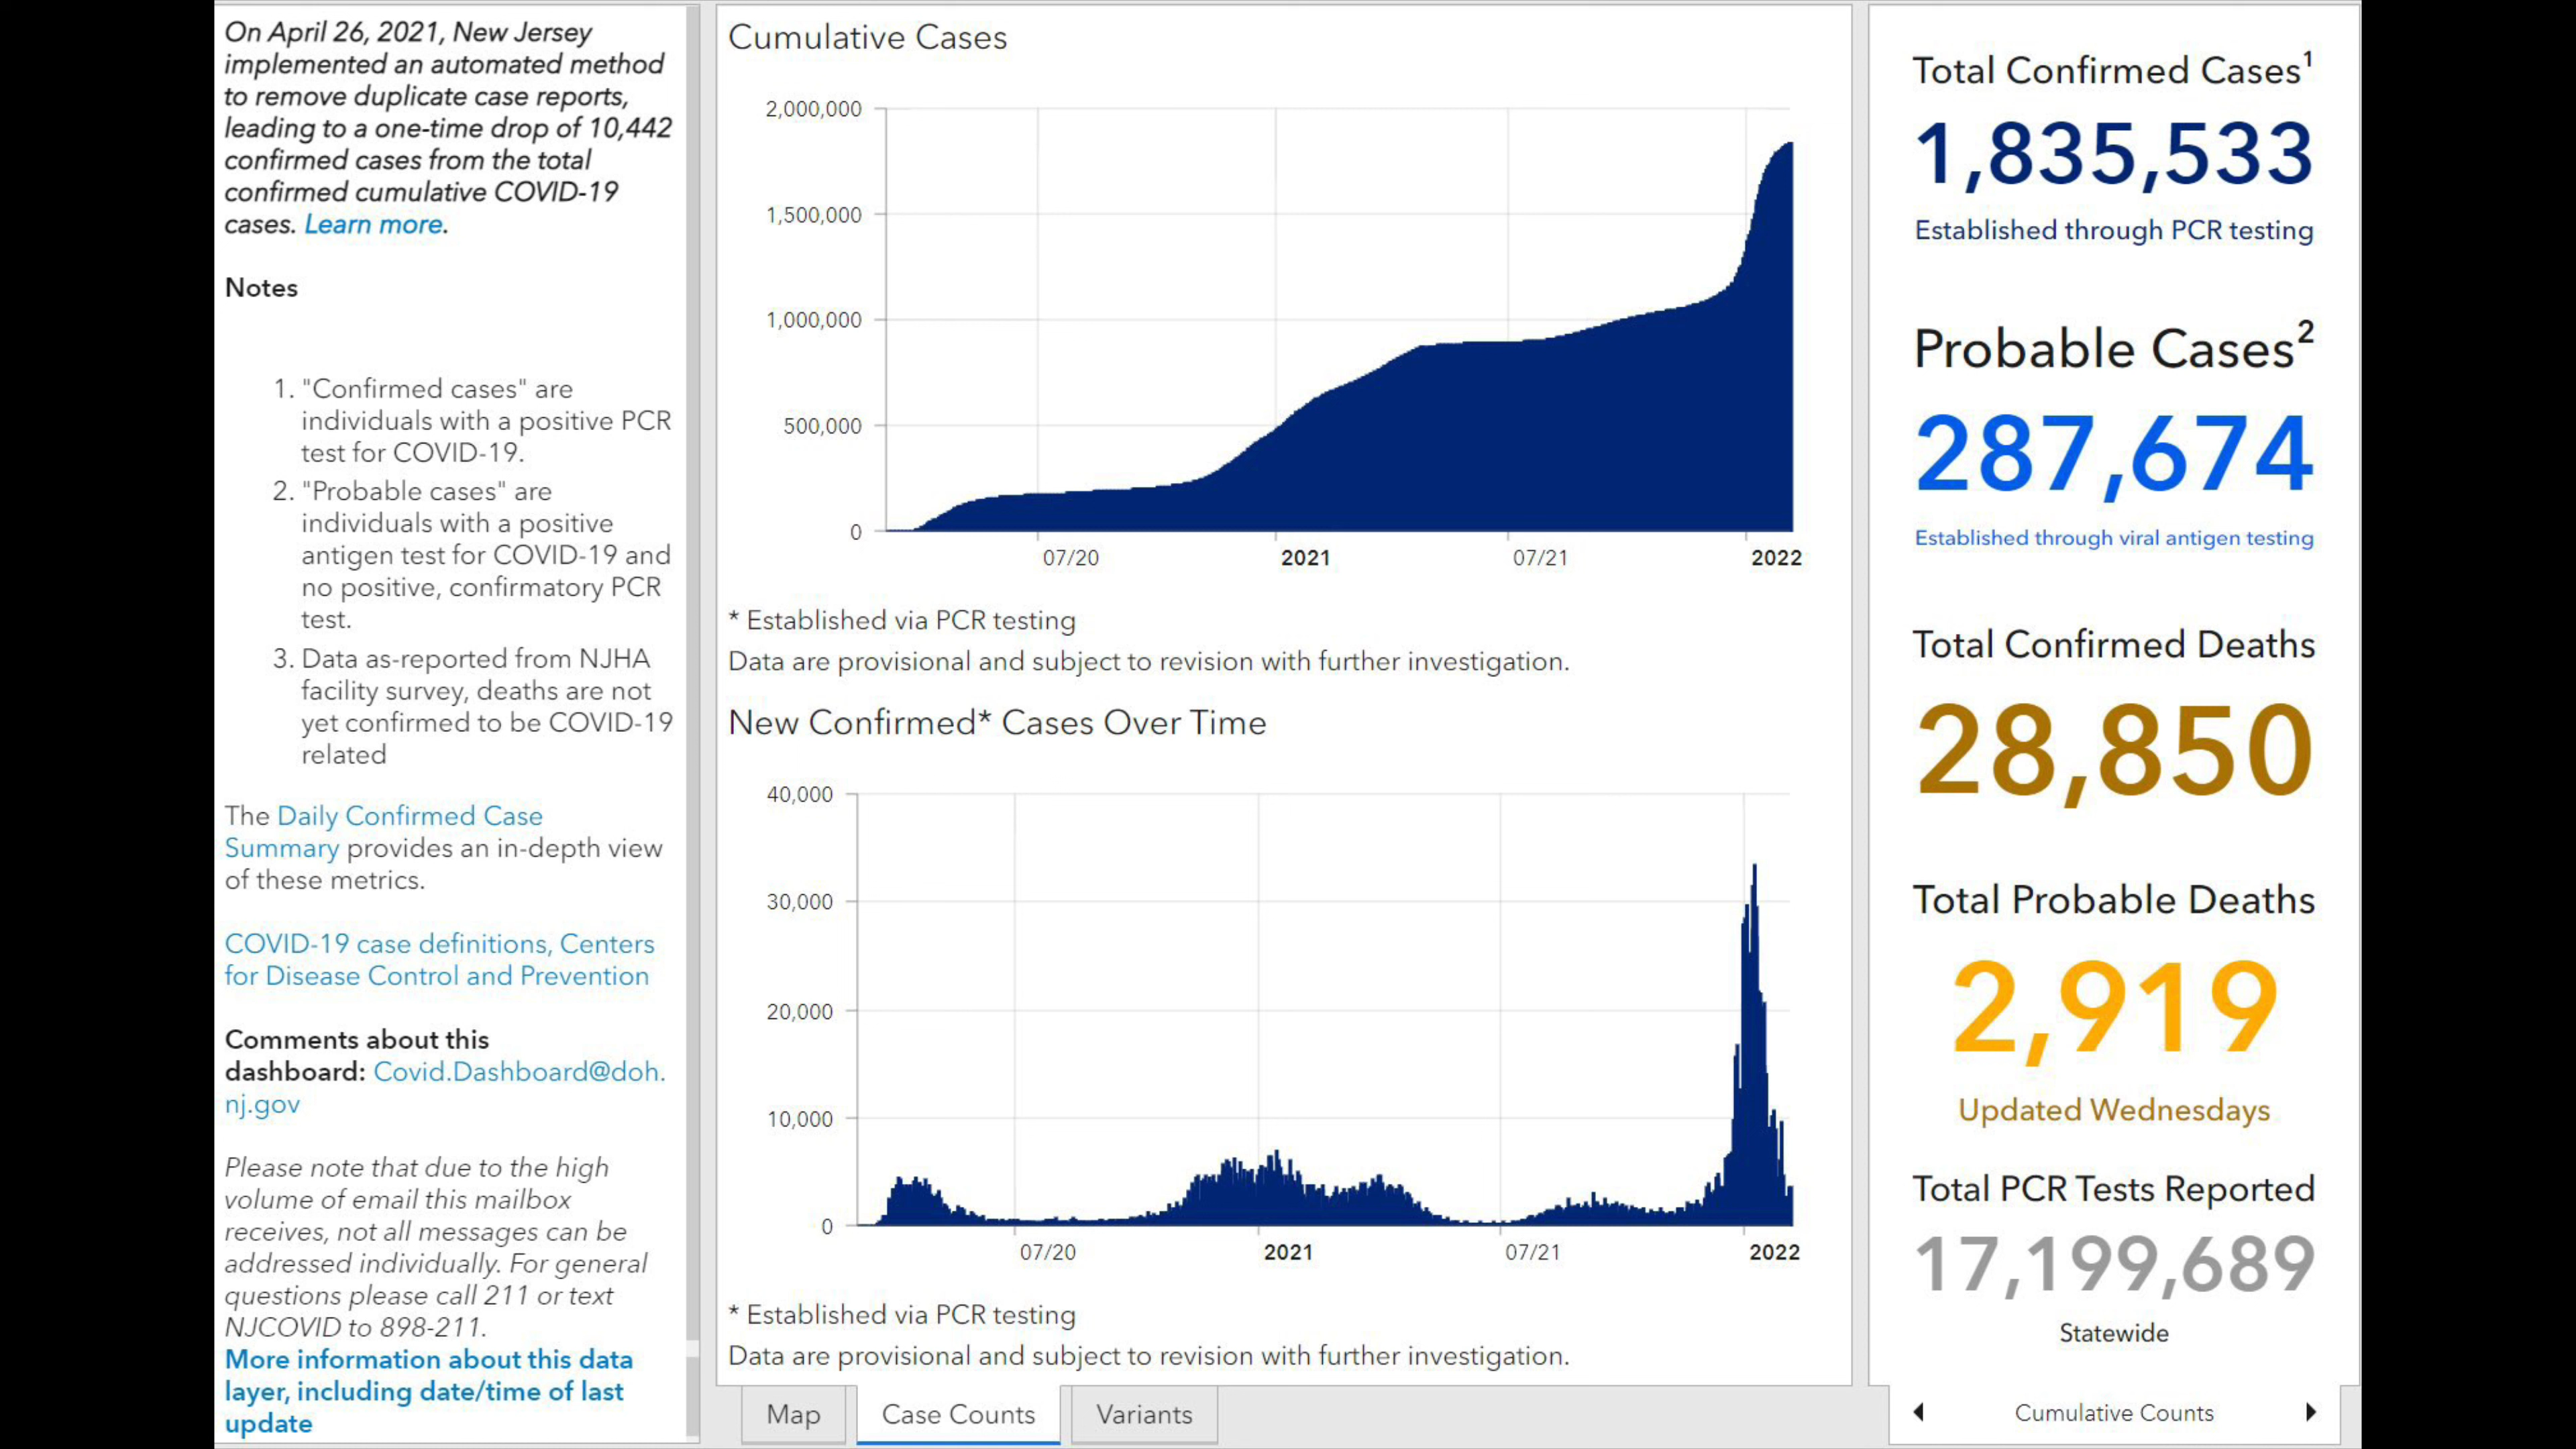 On April 26, 2021, New Jersey
implemented an automated method
to remove duplicate case reports,
leading to a one-time drop of 10,442
confirmed cases from the total
confirmed cumulative COVID-19
cases. Learn more.
Notes
1. "Confirmed cases" are
individuals with a positive PCR
test for COVID-19.
2. "Probable cases" are
individuals with a positive
antigen test for COVID-19 and
no positive, confirmatory PCR
test.
3. Data as-reported from NJHA
facility survey, deaths are not
yet confirmed to be COVID-19
related
The Daily Confirmed Case
Summary provides an in-depth view
of these metrics.
COVID-19 case definitions, Centers
for Disease Control and Prevention
Comments about this
dashboard: Covid.Dashboard@doh.
nj.gov
Please note that due to the high
volume of email this mailbox
receives, not all messages can be
addressed individually. For general
questions please call 211 or text
NJCOVID to 898-211.
More information about this data
layer, including date/time of last
update
Cumulative Cases
2,000,000
1,500,000
1,000,000
500,000
0
07/20 2021 07/21 2022
* Established via PCR testing
Data are provisional and subject to revision with further investigation.
New Confirmed* Cases Over Time
40,000
30,000
20,000
10,000
0
07/20 2021 07/21 2022
* Established via PCR testing
Data are provisional and subject to revision with further investigation.
Map Case Counts Variants
Total Confirmed Cases¹
1,835,533
Established through PCR testing
Probable Cases²
287,674
Established through viral antigen testing
Total Confirmed Deaths
28,850
Total Probable Deaths
2,919
Updated Wednesdays
Total PCR Tests Reported
17,199,689
Statewide
Cumulative Counts